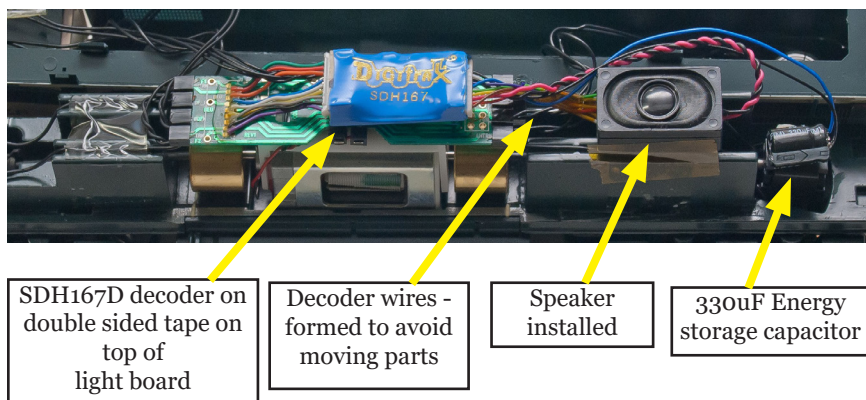 Digitrax
SDH167
330uF
SDH167D decoder on
double sided tape on
top of
light board
Decoder wires -
formed to avoid
moving parts
Speaker
installed
330uF Energy
storage capacitor